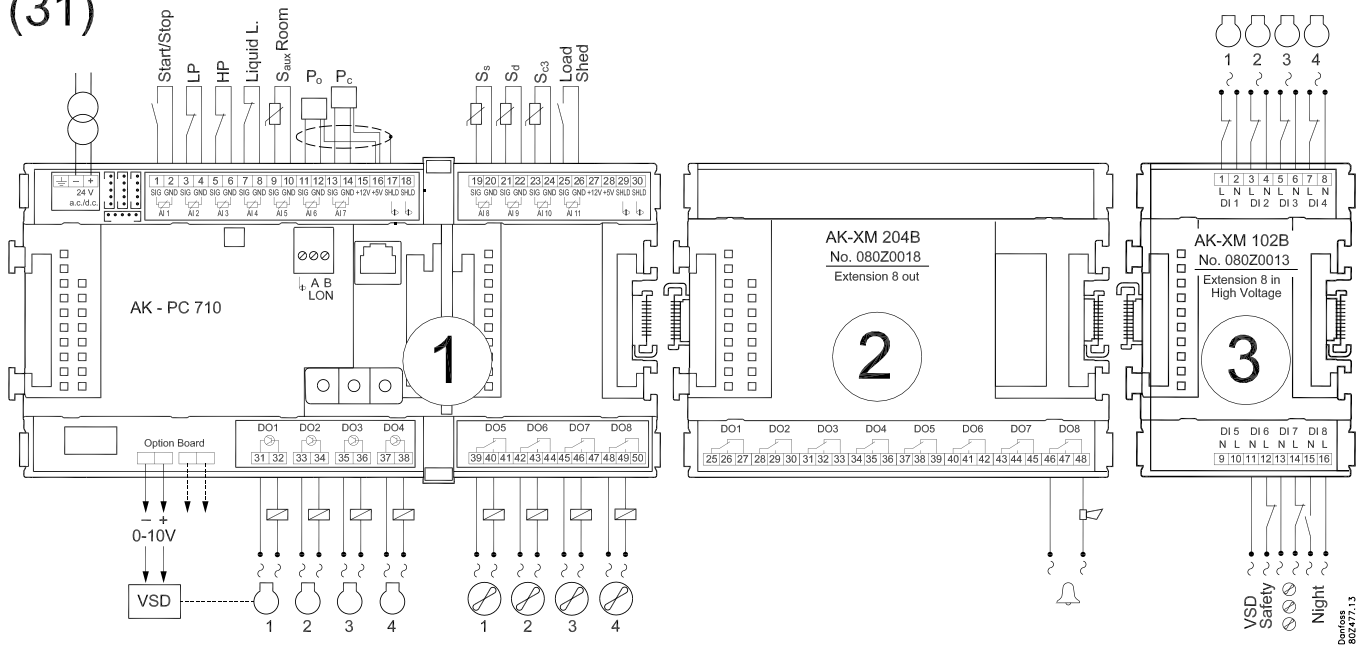 (31)
Start/Stop
LP
HP
Liquid L.
Saux Room
Po
Pc
Ss
Sd
Sc3
Load
Shed
1 2 3 4
24 V
a.c./d.c.
1 2 3 4 5 6 7 8 9 10 11 12 13 14 15 16 17 18
SIG GND SIG GND SIG GND SIG GND SIG GND SIG GND SIG GND +12V +5V SHLD SHLD
AI 1 AI 2 AI 3 AI 4 AI 5 AI 6 AI 7
19 20 21 22 23 24 25 26 27 28 29 30
SIG GND SIG GND SIG GND SIG GND +12V +5V SHLD SHLD
AI 8 AI 9 AI 10 AI 11
1 2 3 4 5 6 7 8
L N L N L N L N
DI 1 DI 2 DI 3 DI 4
A B
LON
AK - PC 710
1
AK-XM 204B
No. 080Z0018
Extension 8 out
2
AK-XM 102B
No. 080Z0013
Extension 8 in
High Voltage
3
Option Board
DO1 DO2 DO3 DO4
31 32 33 34 35 36 37 38
DO5 DO6 DO7 DO8
39 40 41 42 43 44 45 46 47 48 49 50
DO1 DO2 DO3 DO4 DO5 DO6 DO7 DO8
25 26 27 28 29 30 31 32 33 34 35 36 37 38 39 40 41 42 43 44 45 46 47 48
DI 5 DI 6 DI 7 DI 8
N L N L N L N L
9 10 11 12 13 14 15 16
– +
0-10V
VSD
1 2 3 4
1 2 3 4
VSD
Safety
Night
Danfoss
80Z477.13